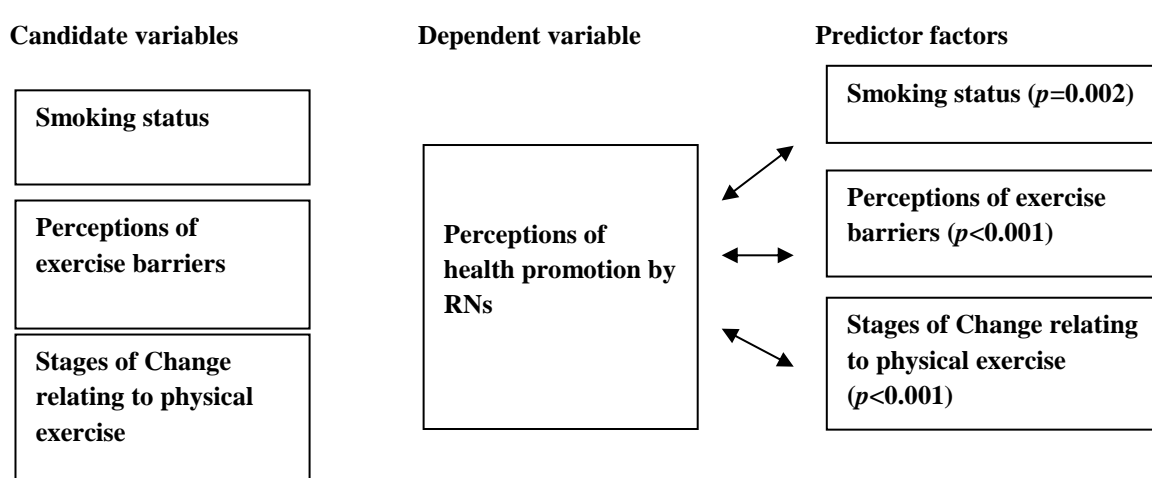 Candidate variables
Dependent variable
Predictor factors
Smoking status
Perceptions of
exercise barriers
Stages of Change
relating to physical
exercise
Perceptions of
health promotion by
RNs
Smoking status (p=0.002)
Perceptions of exercise
barriers (p<0.001)
Stages of Change relating
to physical exercise
(p<0.001)